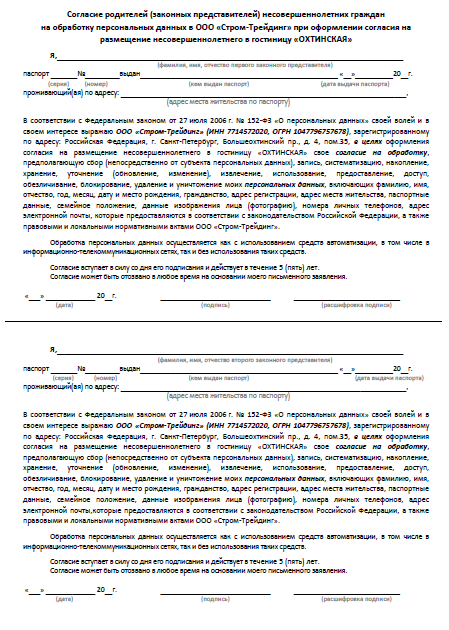 Согласие родителей (законных представителей) несовершеннолетних граждан
на обработку персональных данных в ООО «Стром-Трейдинг» при оформлении согласия на
размещение несовершеннолетнего в гостиницу «ОХТИНСКАЯ»
Я,
(фамилия, имя, отчество первого законного представителя)
паспорт ______ №______ выдан ______ «__»______ 20__г.
(серия) (номер) (кем выдан паспорт) (дата выдачи паспорта)
проживающий(ая) по адресу: ______,
(адрес места жительства по паспорту)
В соответствии с Федеральным законом от 27 июля 2006 г. № 152-ФЗ «О персональных данных» своей волей и в
своем интересе выражаю ООО «Стром-Трейдинг» (ИНН 7714572020, ОГРН 1047796757678), зарегистрированному
по адресу: Российская Федерация, г. Санкт-Петербург, Большеохтинский пр., д. 4, пом.35, в целях оформления
согласия на размещение несовершеннолетнего в гостиницу «ОХТИНСКАЯ» свое согласие на обработку,
предполагающую сбор (непосредственно от субъекта персональных данных), запись, систематизацию, накопление,
хранение, уточнение (обновление, изменение), извлечение, использование, предоставление, доступ,
обезличивание, блокирование, удаление и уничтожение моих персональных данных, включающих фамилию, имя,
отчество, год, месяц, дату и место рождения, гражданство, адрес регистрации, адрес места жительства, паспортные
данные, семейное положение, данные изображения лица (фотографию), номера личных телефонов, адрес
электронной почты, которые предоставляются в соответствии с законодательством Российской Федерации, а также
правовыми и локальными нормативными актами ООО «Стром-Трейдинг».
Обработка персональных данных осуществляется как с использованием средств автоматизации, в том числе в
информационно-телекоммуникационных сетях, так и без использования таких средств.
Согласие вступает в силу со дня его подписания и действует в течение 5 (пять) лет.
Согласие может быть отозвано в любое время на основании моего письменного заявления.
«___»______ 20__г.
(дата) (подпись) (расшифровка подписи)
Я,
(фамилия, имя, отчество второго законного представителя)
паспорт ______ №______ выдан ______ «__»______ 20__г.
(серия) (номер) (кем выдан паспорт) (дата выдачи паспорта)
проживающий(ая) по адресу: ______,
(адрес места жительства по паспорту)
В соответствии с Федеральным законом от 27 июля 2006 г. № 152-ФЗ «О персональных данных» своей волей и в
своем интересе выражаю ООО «Стром-Трейдинг» (ИНН 7714572020, ОГРН 1047796757678), зарегистрированному
по адресу: Российская Федерация, г. Санкт-Петербург, Большеохтинский пр., д. 4, пом.35, в целях оформления
согласия на размещение несовершеннолетнего в гостиницу «ОХТИНСКАЯ» свое согласие на обработку,
предполагающую сбор (непосредственно от субъекта персональных данных), запись, систематизацию, накопление,
хранение, уточнение (обновление, изменение), извлечение, использование, предоставление, доступ,
обезличивание, блокирование, удаление и уничтожение моих персональных данных, включающих фамилию, имя,
отчество, год, месяц, дату и место рождения, гражданство, адрес регистрации, адрес места жительства, паспортные
данные, семейное положение, данные изображения лица (фотографию), номера личных телефонов, адрес
электронной почты,которые предоставляются в соответствии с законодательством Российской Федерации, а также
правовыми и локальными нормативными актами ООО «Стром-Трейдинг».
Обработка персональных данных осуществляется как с использованием средств автоматизации, в том числе в
информационно-телекоммуникационных сетях, так и без использования таких средств.
Согласие вступает в силу со дня его подписания и действует в течение 5 (пять) лет.
Согласие может быть отозвано в любое время на основании моего письменного заявления.
«___»______ 20__г.
(дата) (подпись) (расшифровка подписи)